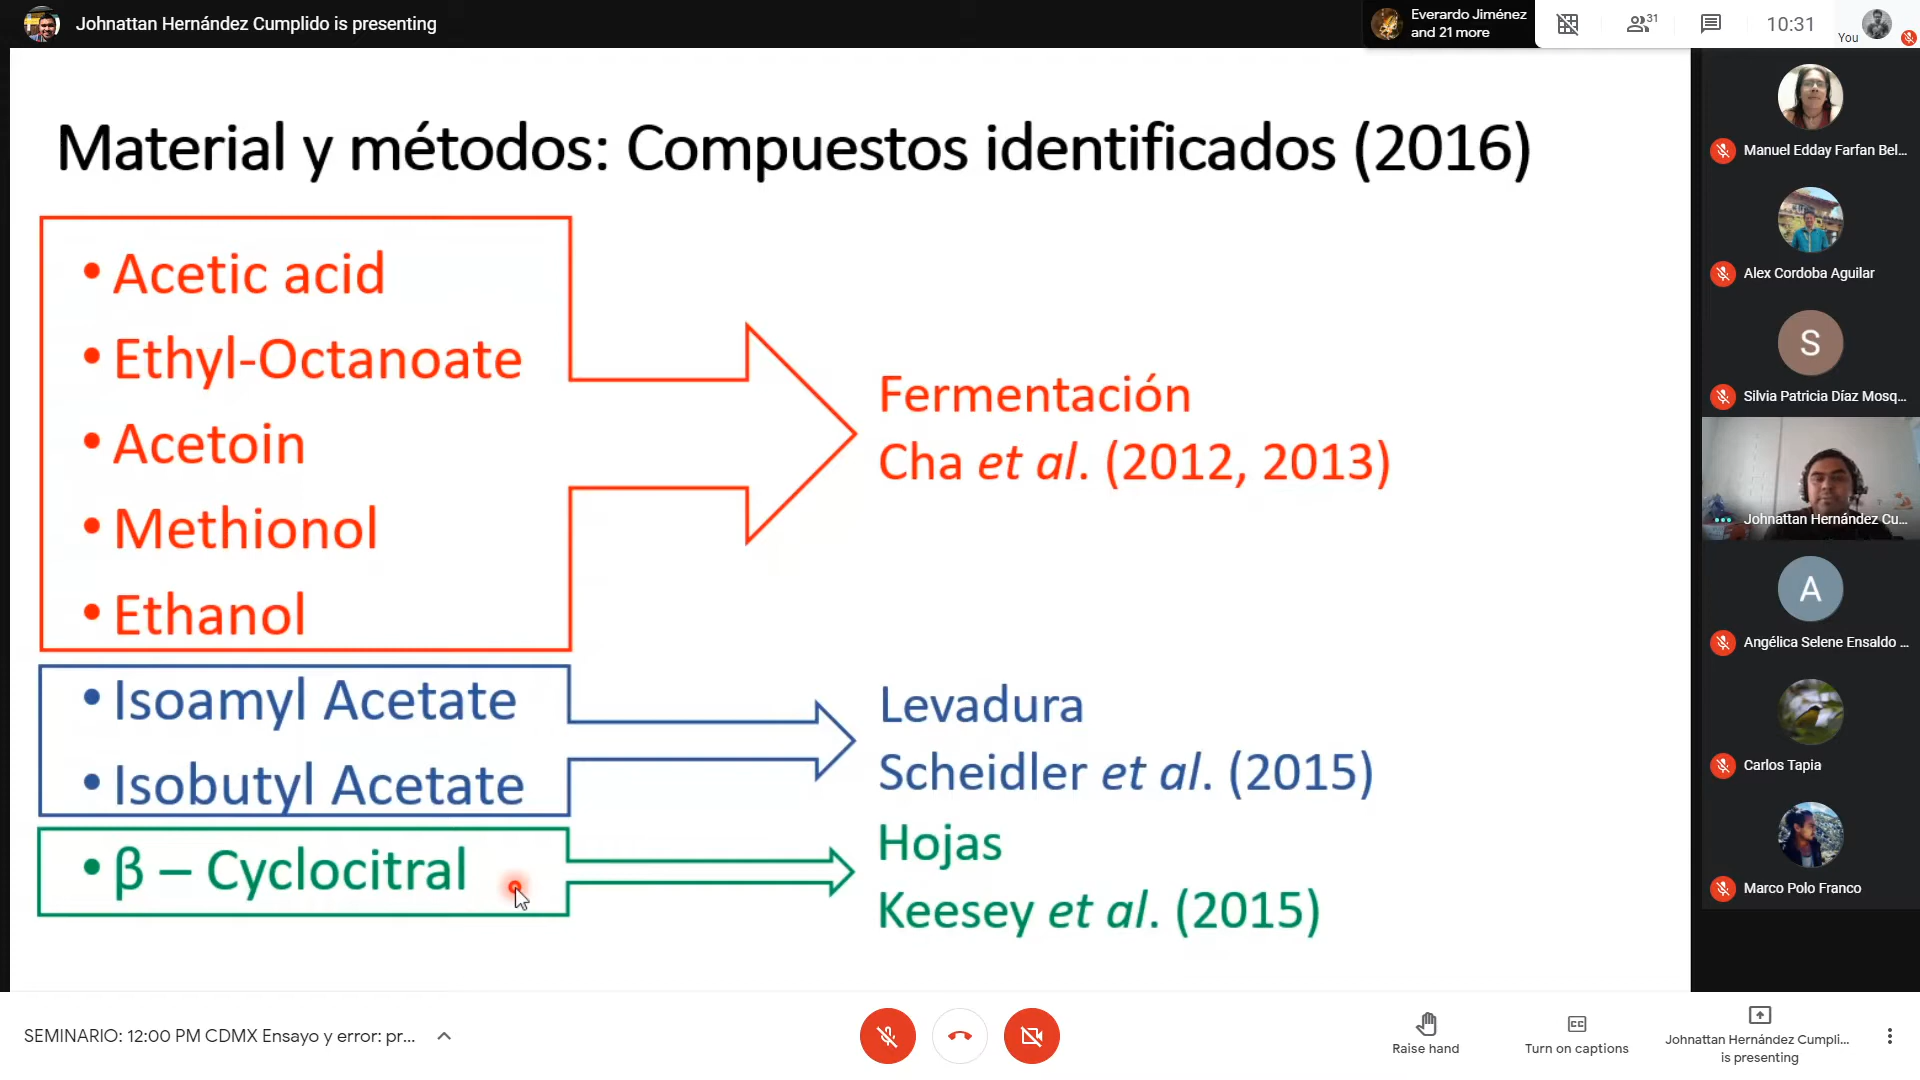 Johnattan Hernández Cumplido is presenting
Everardo Jiménez
and 21 more
31
10:31
You
Material y métodos: Compuestos identificados (2016)
• Acetic acid
• Ethyl-Octanoate
• Acetoin
• Methionol
• Ethanol
Fermentación
Cha et al. (2012, 2013)
• Isoamyl Acetate
• Isobutyl Acetate
Levadura
Scheidler et al. (2015)
• β – Cyclocitral
Hojas
Keesey et al. (2015)
Manuel Edday Farfan Bel...
Alex Cordoba Aguilar
S
Silvia Patricia Díaz Mosq...
Johnattan Hernández Cu...
A
Angélica Selene Ensaldo ...
Carlos Tapia
Marco Polo Franco
SEMINARIO: 12:00 PM CDMX Ensayo y error: pr...
Raise hand
Turn on captions
Johnattan Hernández Cumpli...
is presenting